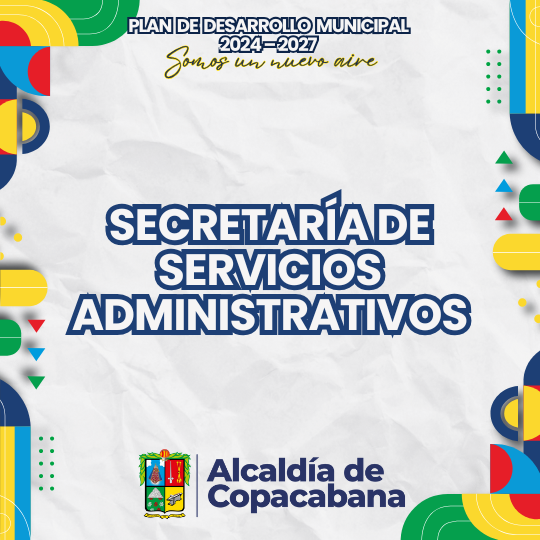 PLAN DE DESARROLLO MUNICIPAL
2024 – 2027
Somos un nuevo aire
SECRETARÍA DE
SERVICIOS
ADMINISTRATIVOS
Alcaldía de
Copacabana